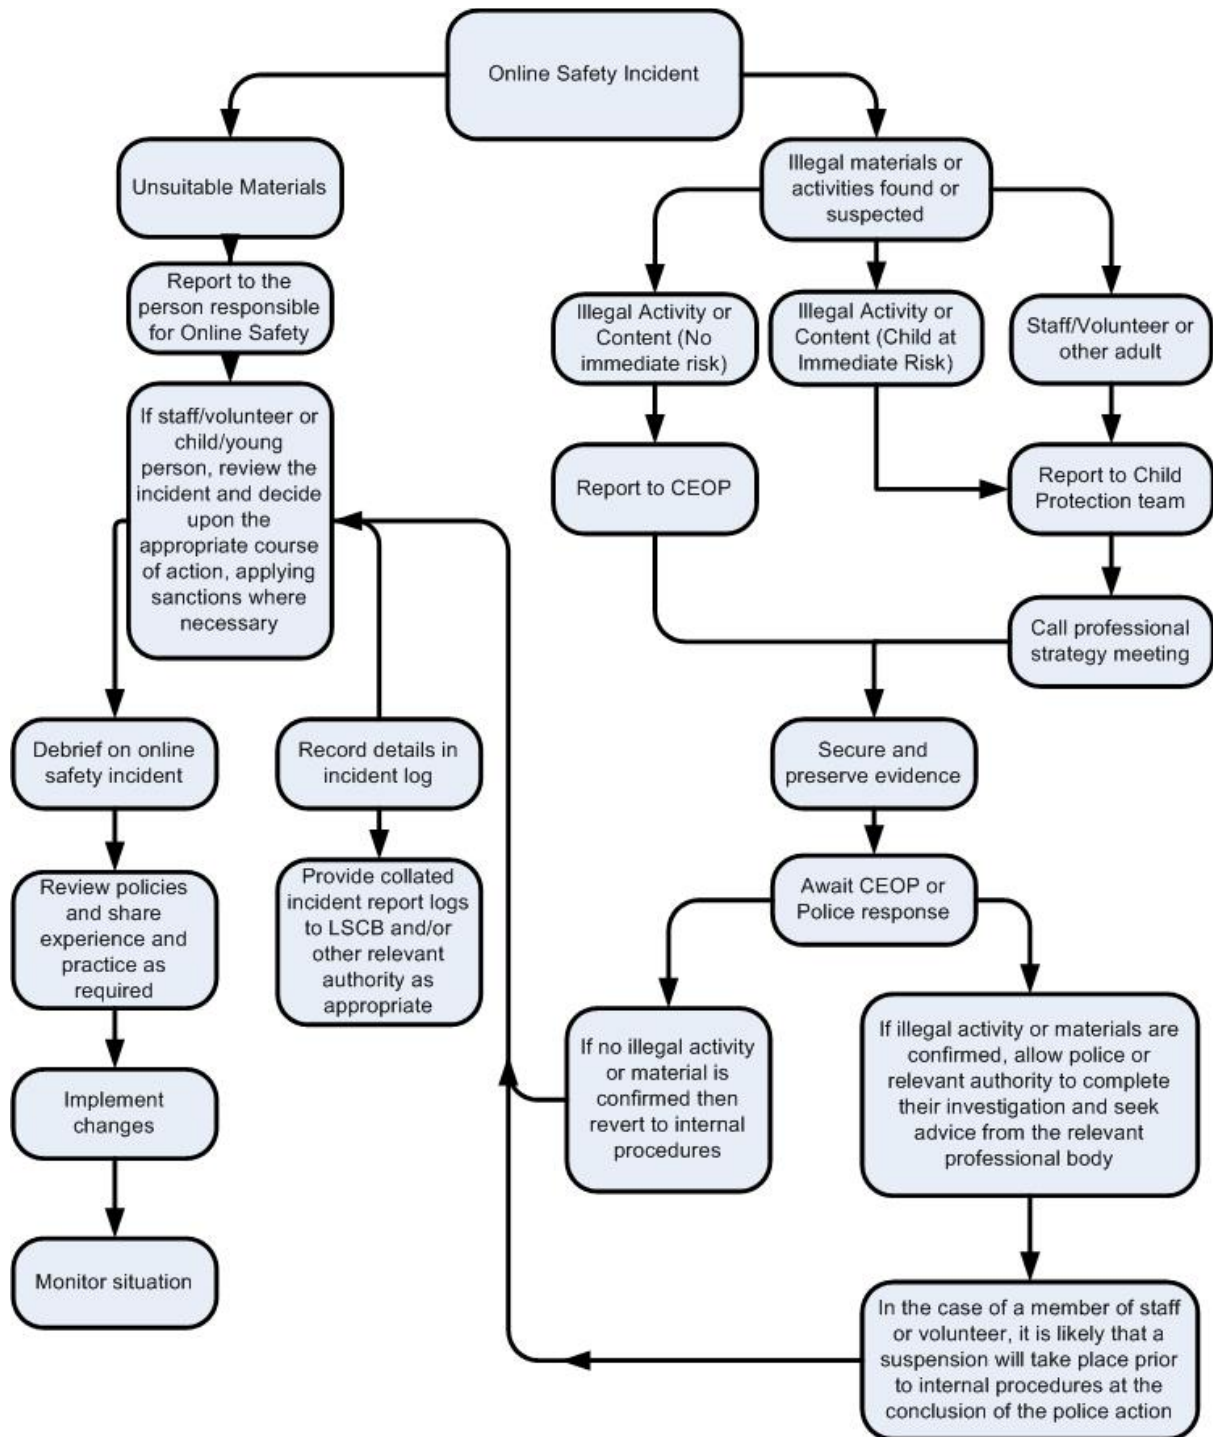 Online Safety Incident
Unsuitable Materials
Report to the
person responsible
for Online Safety
If staff/volunteer or
child/young
person, review the
incident and decide
upon the
appropriate course
of action, applying
sanctions where
necessary
Debrief on online
safety incident
Review policies
and share
experience and
practice as
required
Implement
changes
Monitor situation
Record details in
incident log
Provide collated
incident report logs
to LSCB and/or
other relevant
authority as
appropriate
Illegal materials or
activities found or
suspected
Illegal Activity or
Content (No
immediate risk)
Illegal Activity or
Content (Child at
Immediate Risk)
Staff/Volunteer or
other adult
Report to CEOP
Report to Child
Protection team
Call professional
strategy meeting
Secure and
preserve evidence
Await CEOP or
Police response
If no illegal activity
or material is
confirmed then
revert to internal
procedures
If illegal activity or materials are
confirmed, allow police or
relevant authority to complete
their investigation and seek
advice from the relevant
professional body
In the case of a member of staff
or volunteer, it is likely that a
suspension will take place prior
to internal procedures at the
conclusion of the police action